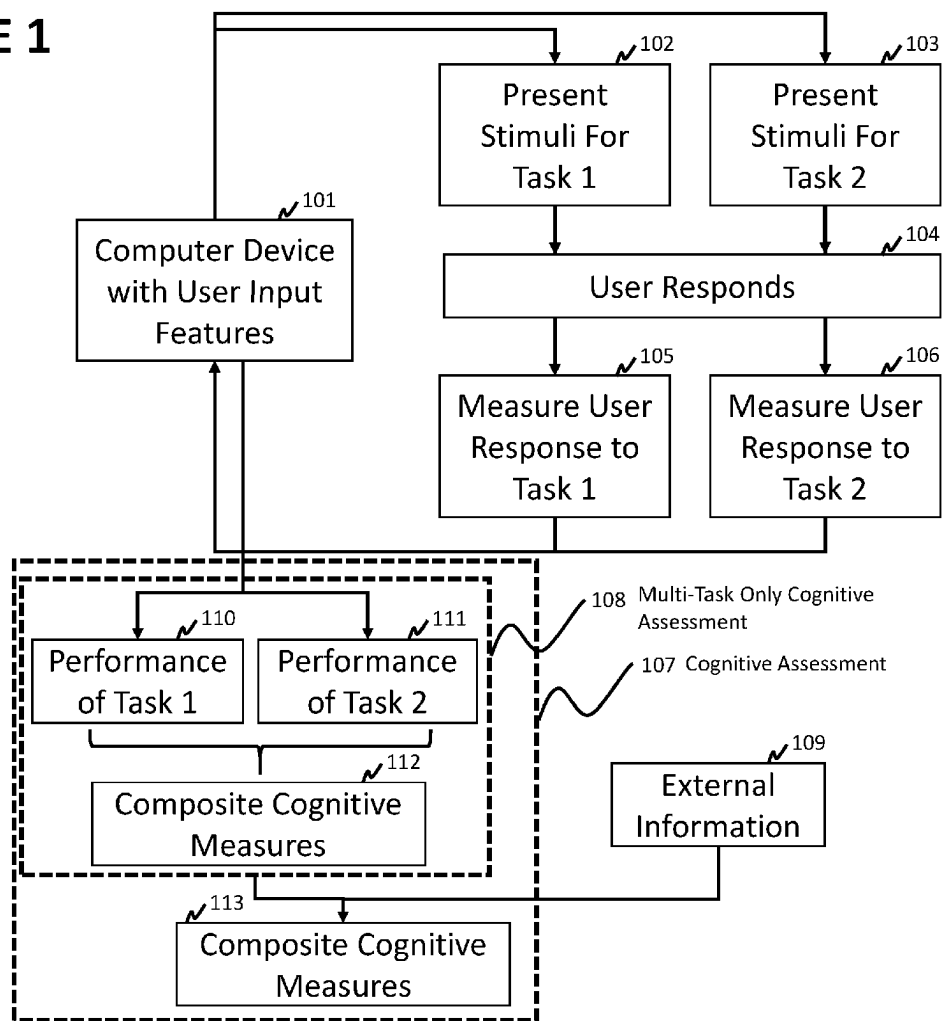 E 1
102
Present
Stimuli For
Task 1
103
Present
Stimuli For
Task 2
101
Computer Device
with User Input
Features
104
User Responds
105
Measure User
Response to
Task 1
106
Measure User
Response to
Task 2
108 Multi-Task Only Cognitive
Assessment
107 Cognitive Assessment
110
Performance
of Task 1
111
Performance
of Task 2
112
Composite Cognitive
Measures
109
External
Information
113
Composite Cognitive
Measures